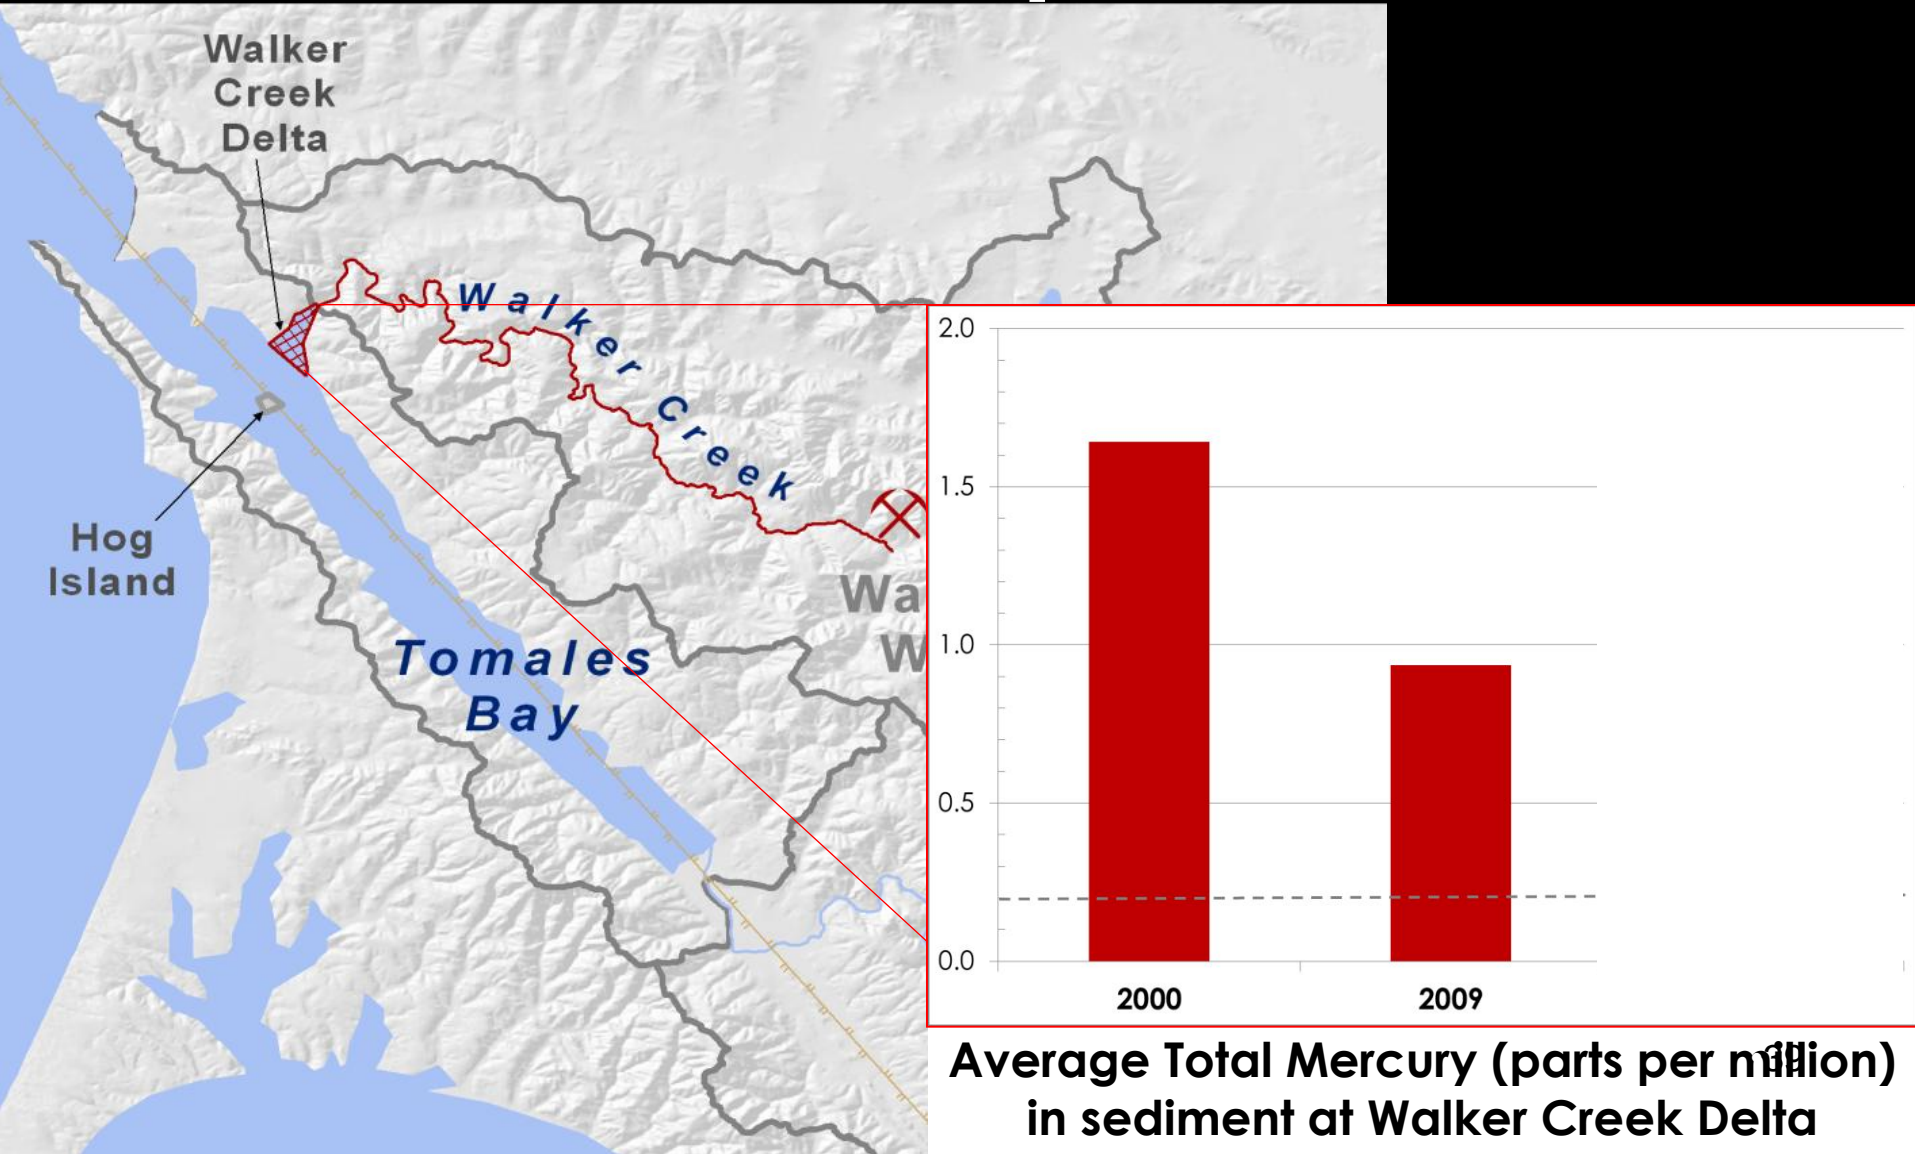 Walker
Creek
Delta
Walker Creek
Hog
Island
Tomales
Bay
Wa
W
2.0
1.5
1.0
0.5
0.0
2000
2009
Average Total Mercury (parts per million)
in sediment at Walker Creek Delta
39